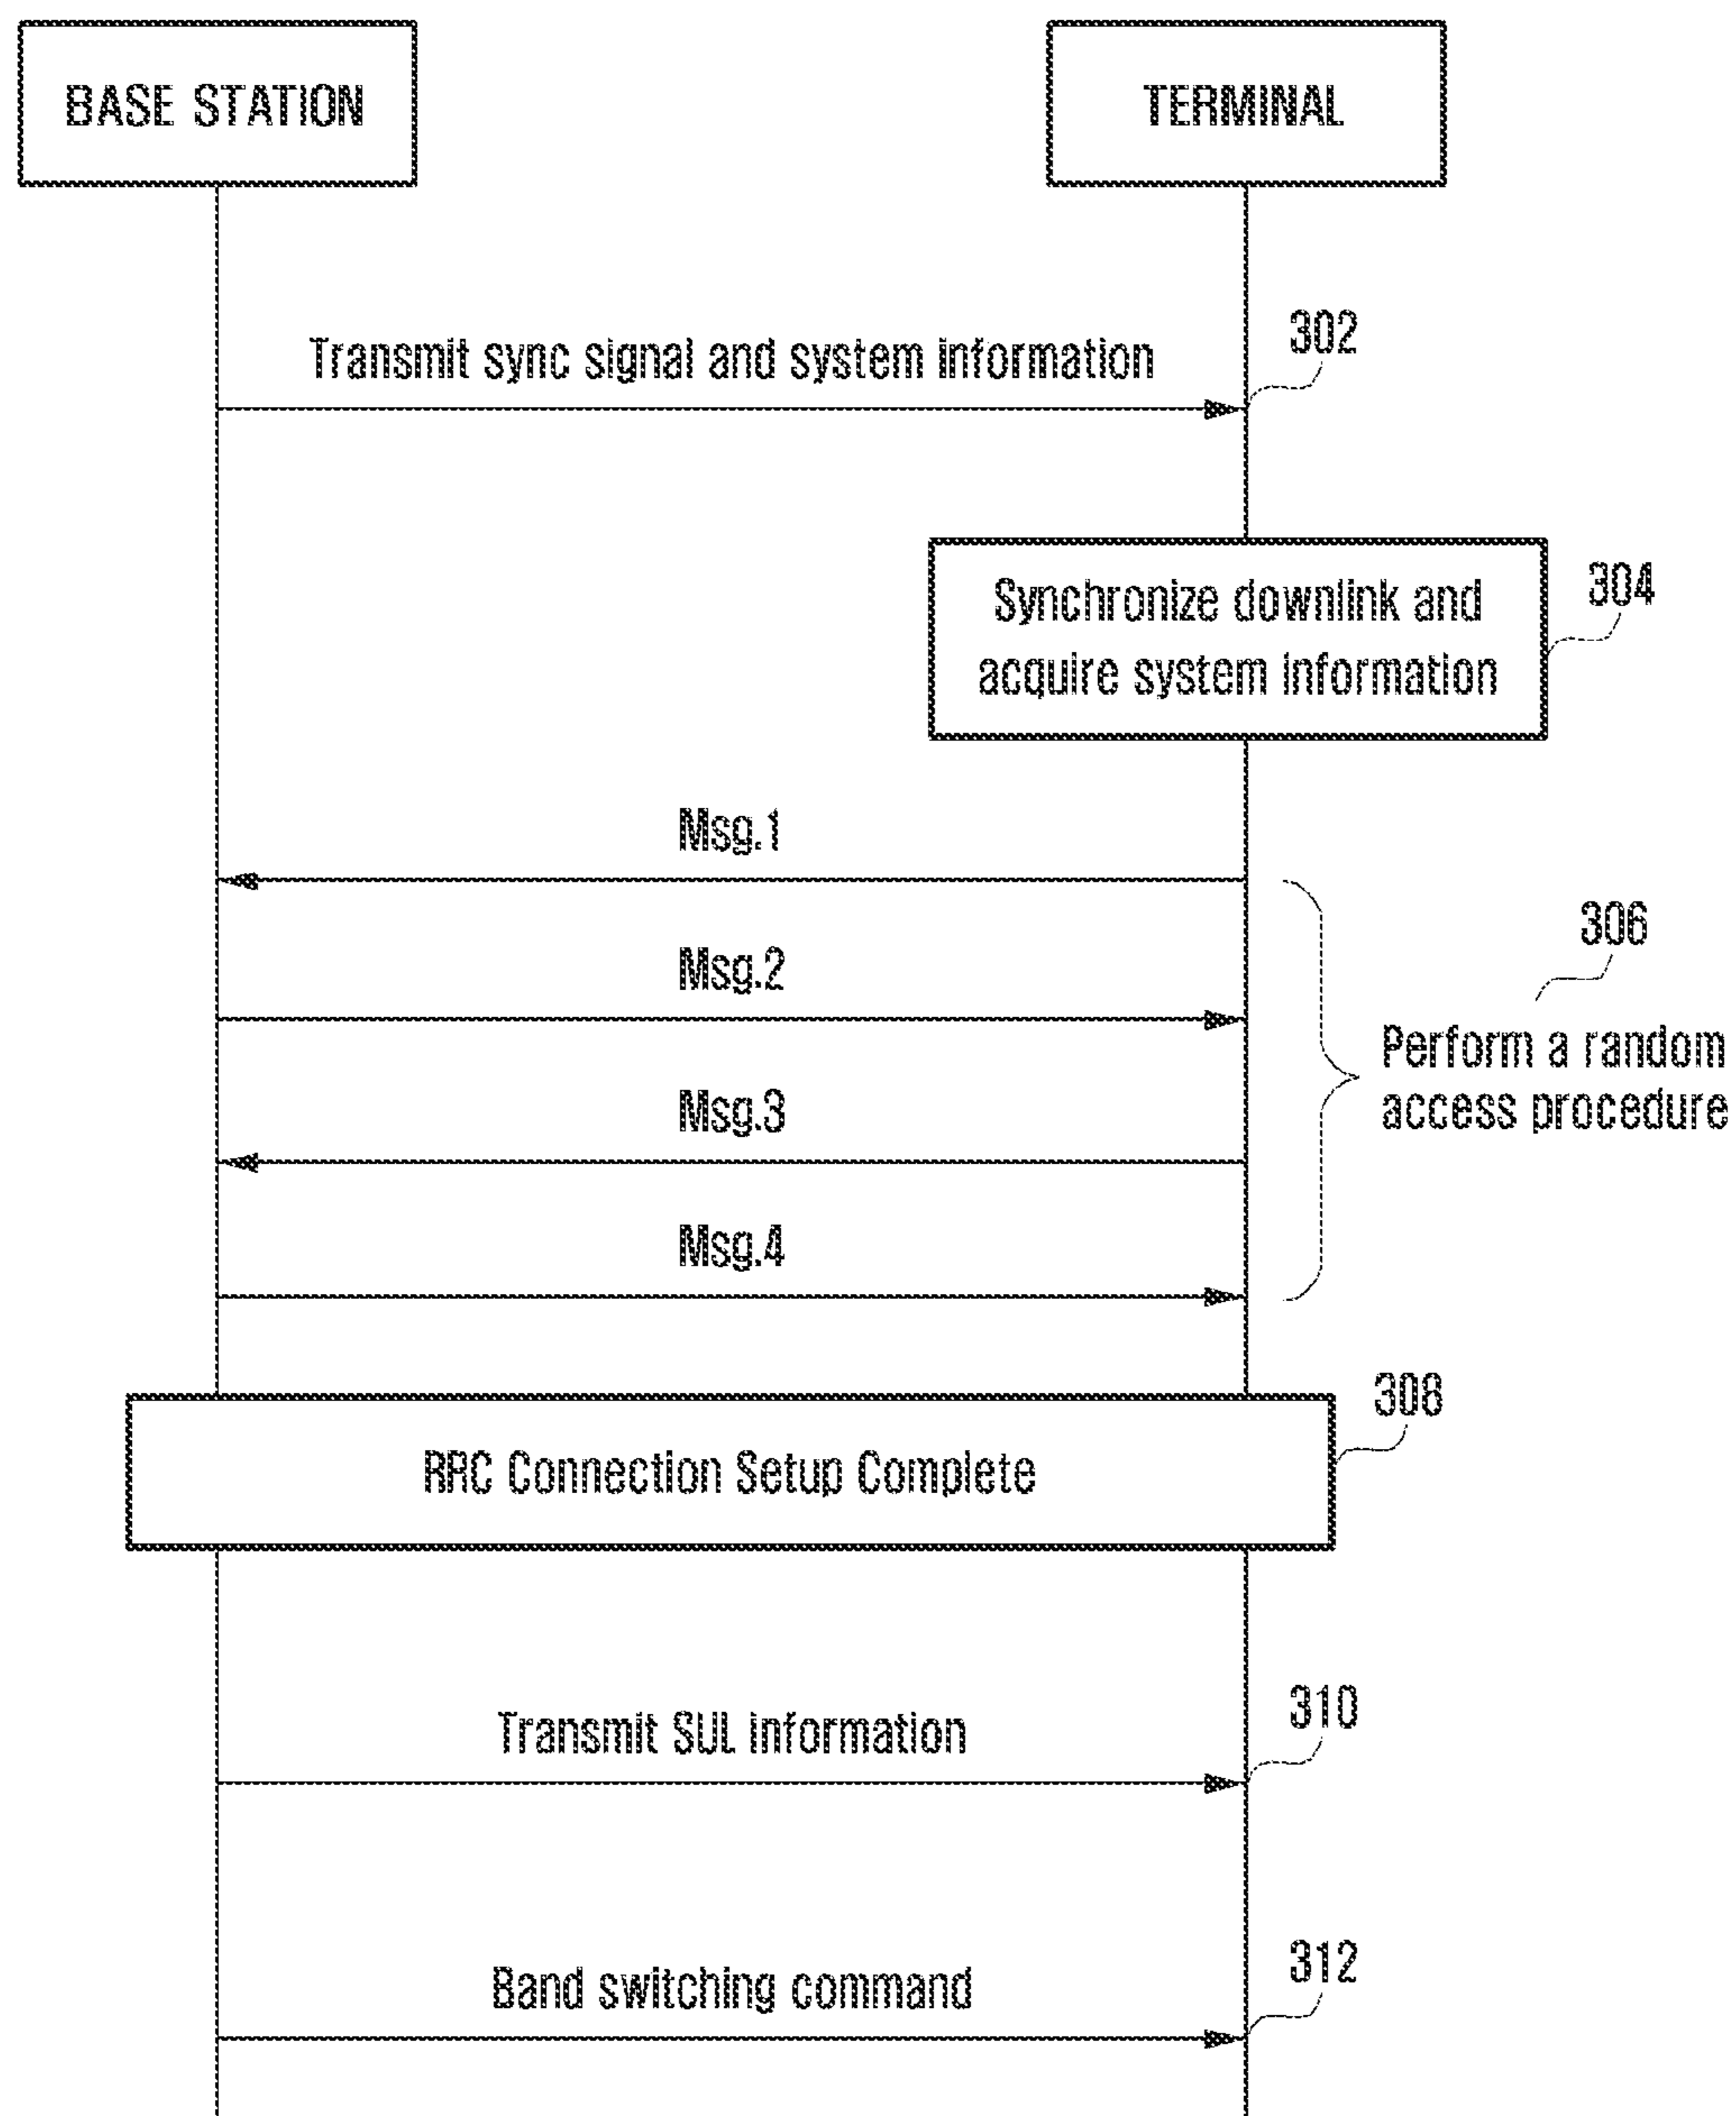 BASE STATION
TERMINAL
302
Transmit sync signal and system information
304
Synchronize downlink and
acquire system information
Msg.1
306
Msg.2
Perform a random
access procedure
Msg.3
Msg.4
308
RRC Connection Setup Complete
310
Transmit SUL information
312
Band switching command